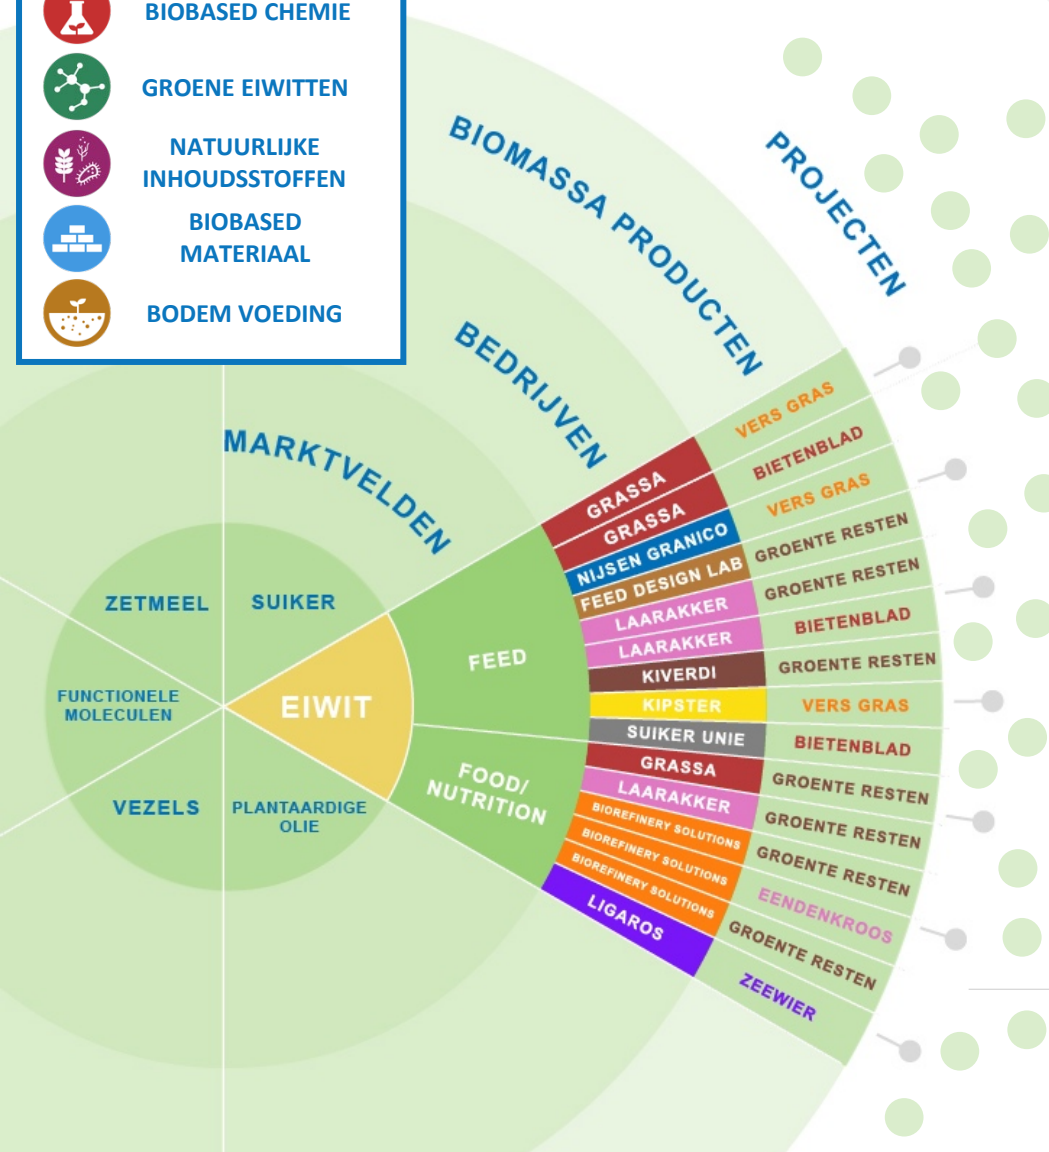 BIOBASED CHEMIE
GROENE EIWITTEN
NATUURLIJKE
INHOUDSSTOFFEN
BIOBASED
MATERIAAL
BODEM VOEDING
PROJECTEN
BIOMASSA PRODUCTEN
BEDRIJVEN
MARKTVELDEN
ZETMEEL
SUIKER
FUNCTIONELE
MOLECULEN
EIWIT
VEZELS
PLANTAARDIGE
OLIE
FEED
FOOD/
NUTRITION
GRASSA
VERS GRAS
GRASSA
BIETENBLAD
NIJSEN GRANICO
VERS GRAS
FEED DESIGN LAB
GROENTE RESTEN
LAARAKKER
GROENTE RESTEN
LAARAKKER
BIETENBLAD
KIVERDI
GROENTE RESTEN
KIPSTER
VERS GRAS
SUIKER UNIE
BIETENBLAD
GRASSA
GROENTE RESTEN
LAARAKKER
GROENTE RESTEN
BIOREFINERY SOLUTIONS
GROENTE RESTEN
BIOREFINERY SOLUTIONS
EENDENKROOS
BIOREFINERY SOLUTIONS
GROENTE RESTEN
LIGAROS
ZEEWIER